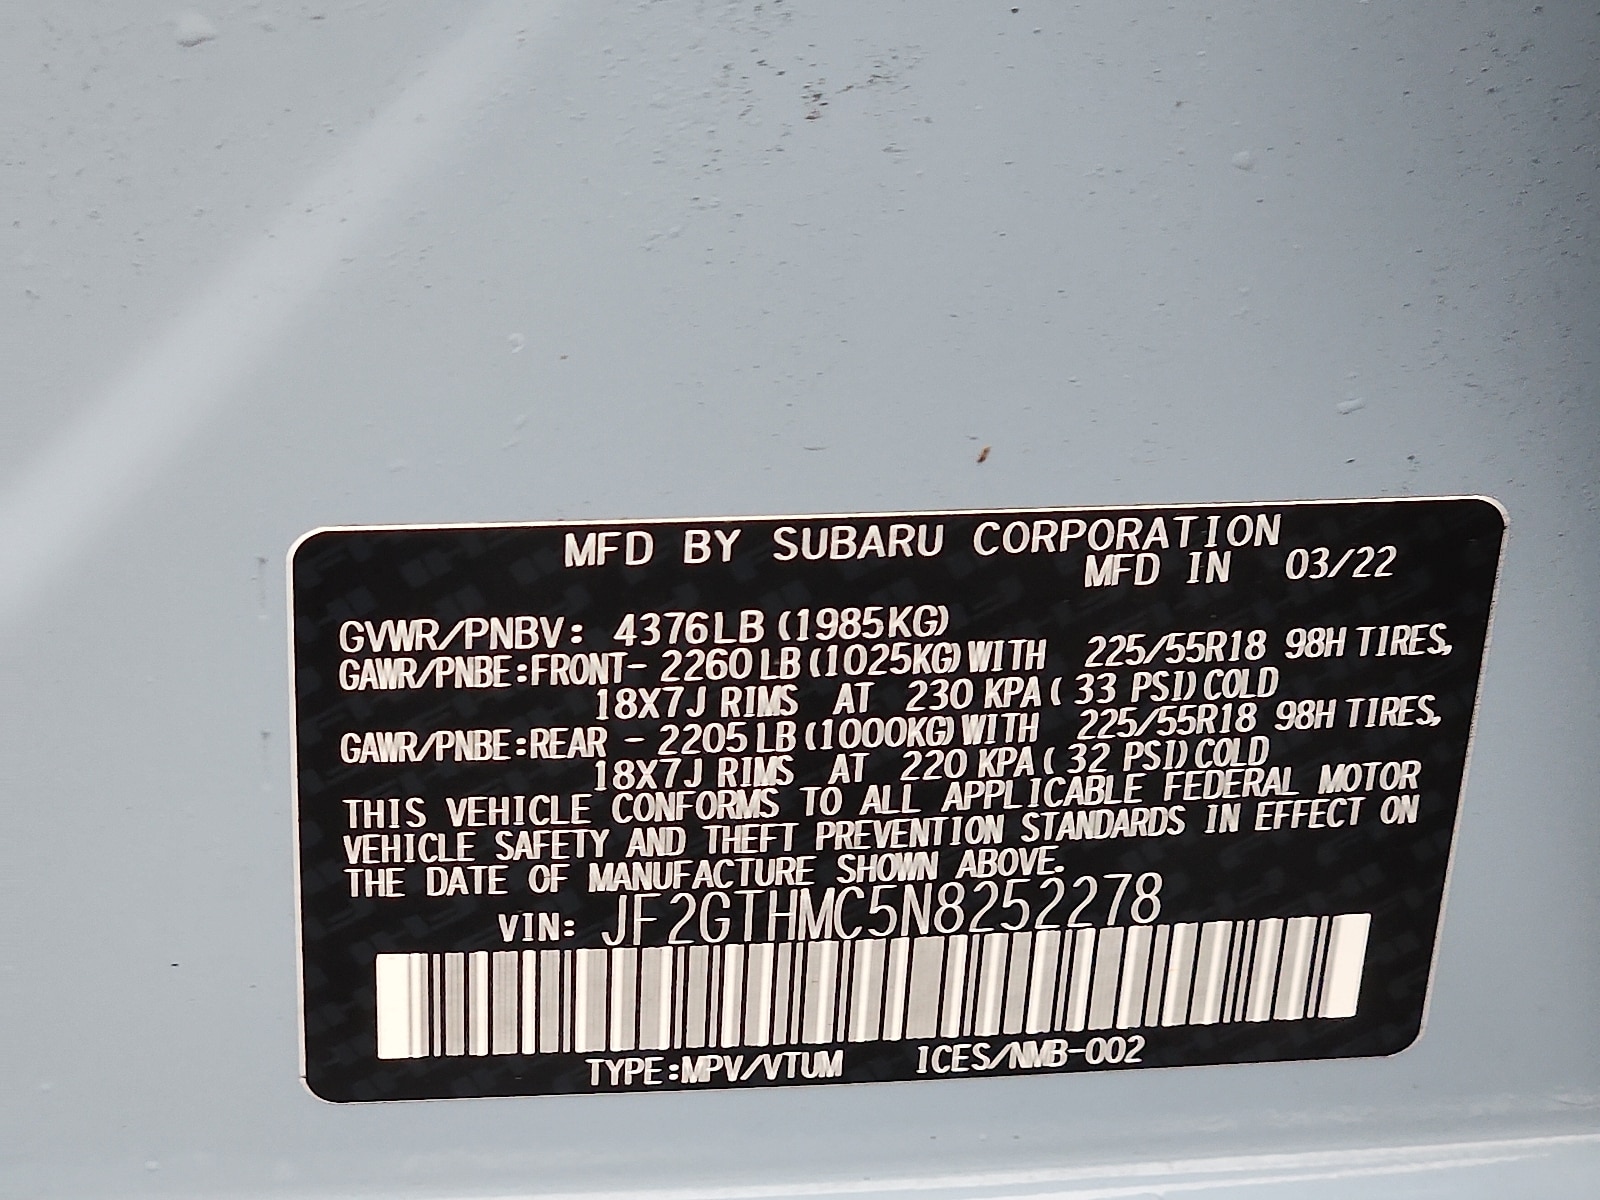 MFD BY SUBARU CORPORATION
MFD IN 03/22
GVWR/PNBV: 4376LB (1985KG)
GAWR/PNBE:FRONT- 2260 LB (1025KG) WITH 225/55R18 98H TIRES,
18X7J RIMS AT 230 KPA ( 33 PSI) COLD
GAWR/PNBE:REAR - 2205 LB (1000KG) WITH 225/55R18 98H TIRES,
18X7J RIMS AT 220 KPA ( 32 PSI) COLD
THIS VEHICLE CONFORMS TO ALL APPLICABLE FEDERAL MOTOR
VEHICLE SAFETY AND THEFT PREVENTION STANDARDS IN EFFECT ON
THE DATE OF MANUFACTURE SHOWN ABOVE.
VIN: JF2GTHMC5N8252278
TYPE:MPV/VTUM ICES/NMB-002